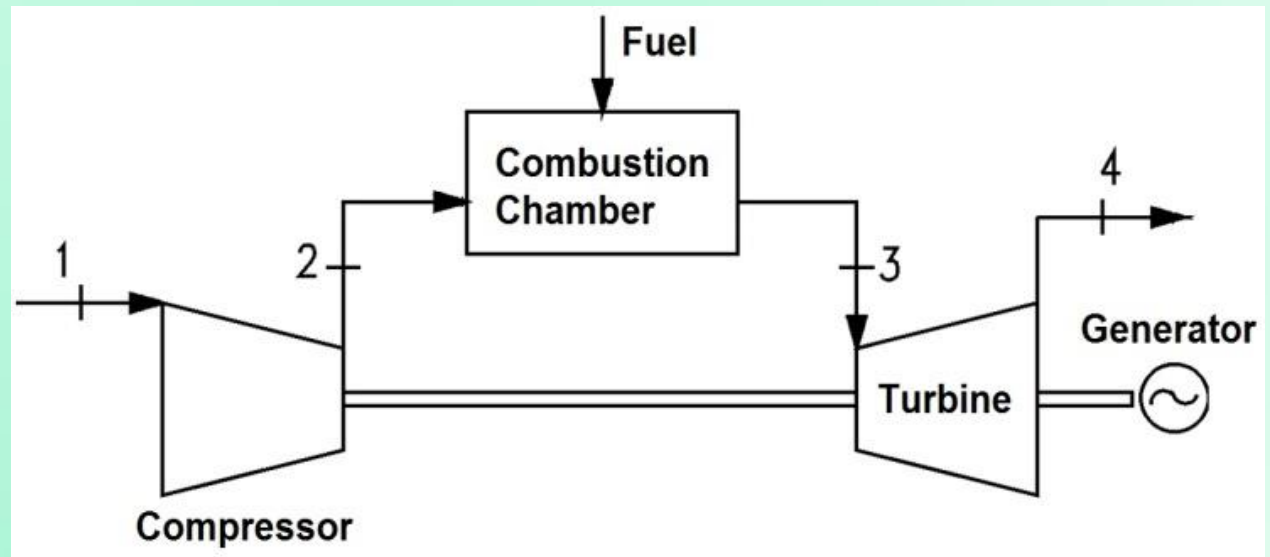 Fuel
Combustion
Chamber
1
2
3
4
Generator
Turbine
Compressor